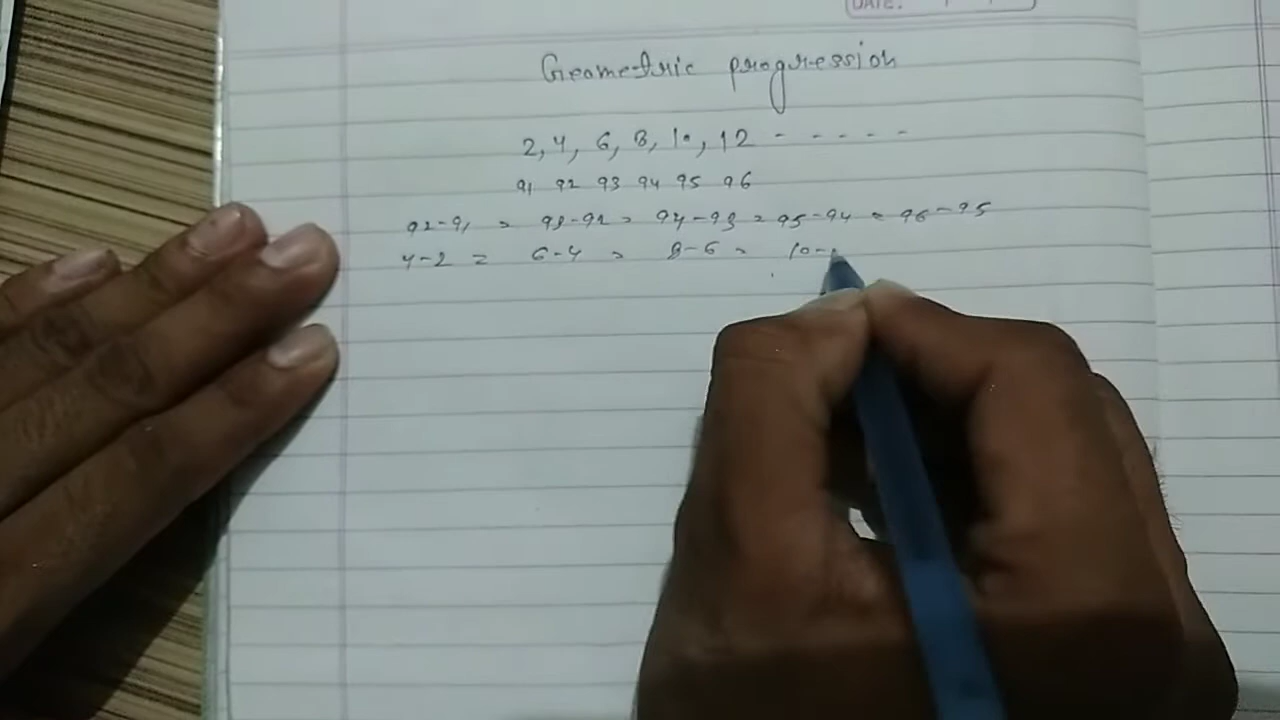 DATE:
Geometric progression
2, 4, 6, 8, 10, 12 - - - - -
a1 a2 a3 a4 a5 a6
a2-a1 = a3-a2 = a4-a3 = a5-a4 = a6-a5
4-2 = 6-4 = 8-6 = 10-